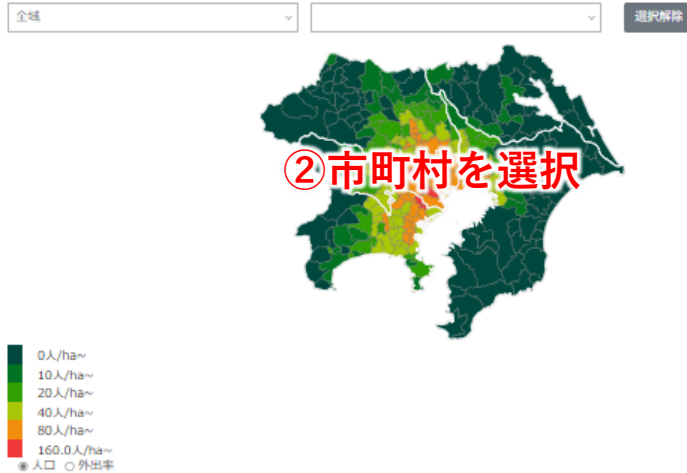 全域
選択解除
②市町村を選択
0人/ha~
10人/ha~
20人/ha~
40人/ha~
80人/ha~
160.0人/ha~
人口 外出率